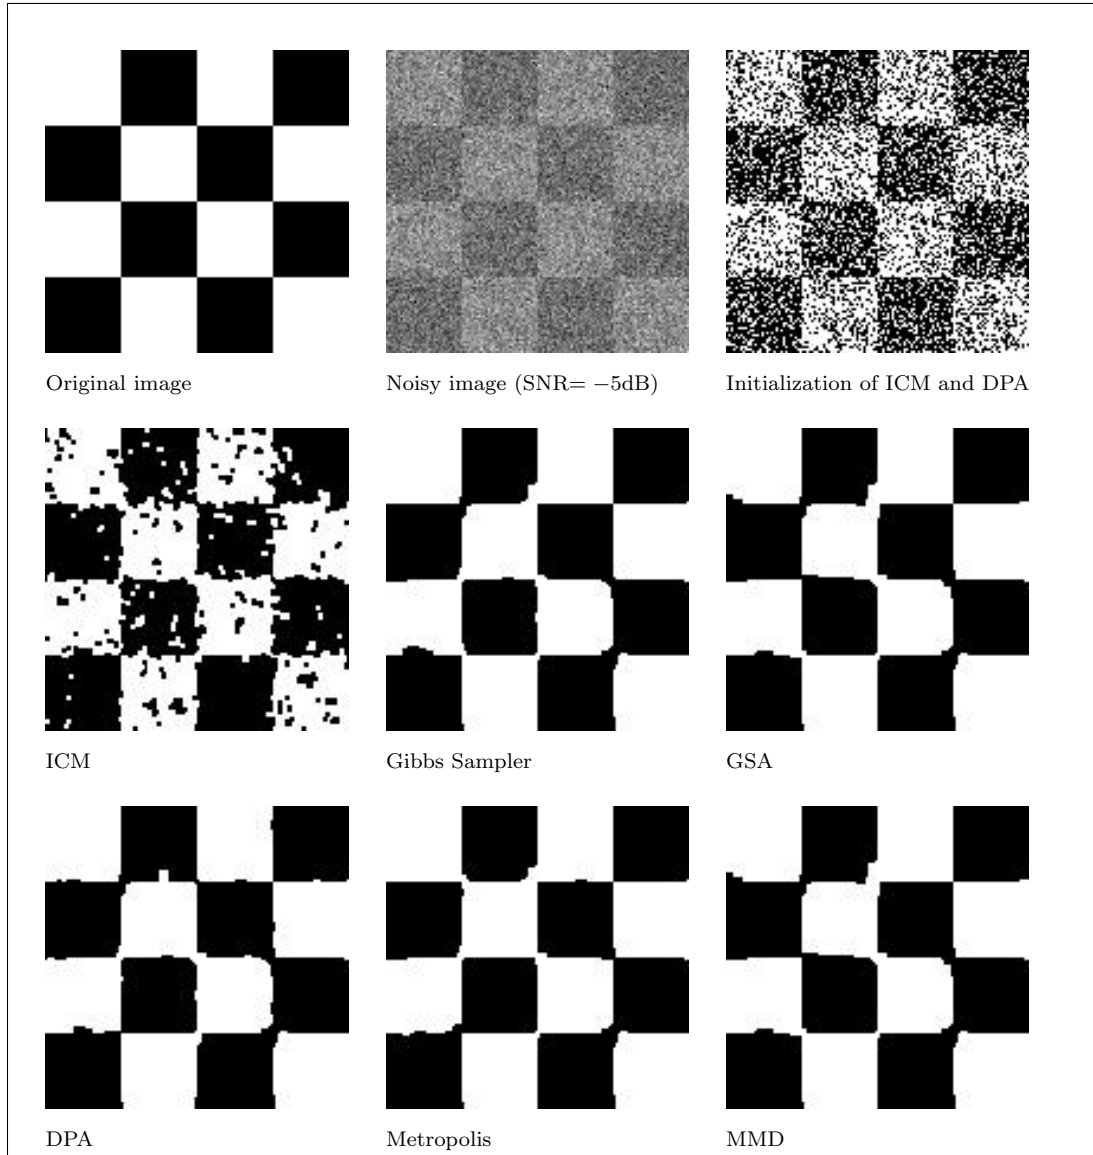 Original image
Noisy image (SNR= −5dB)
Initialization of ICM and DPA
ICM
Gibbs Sampler
GSA
DPA
Metropolis
MMD